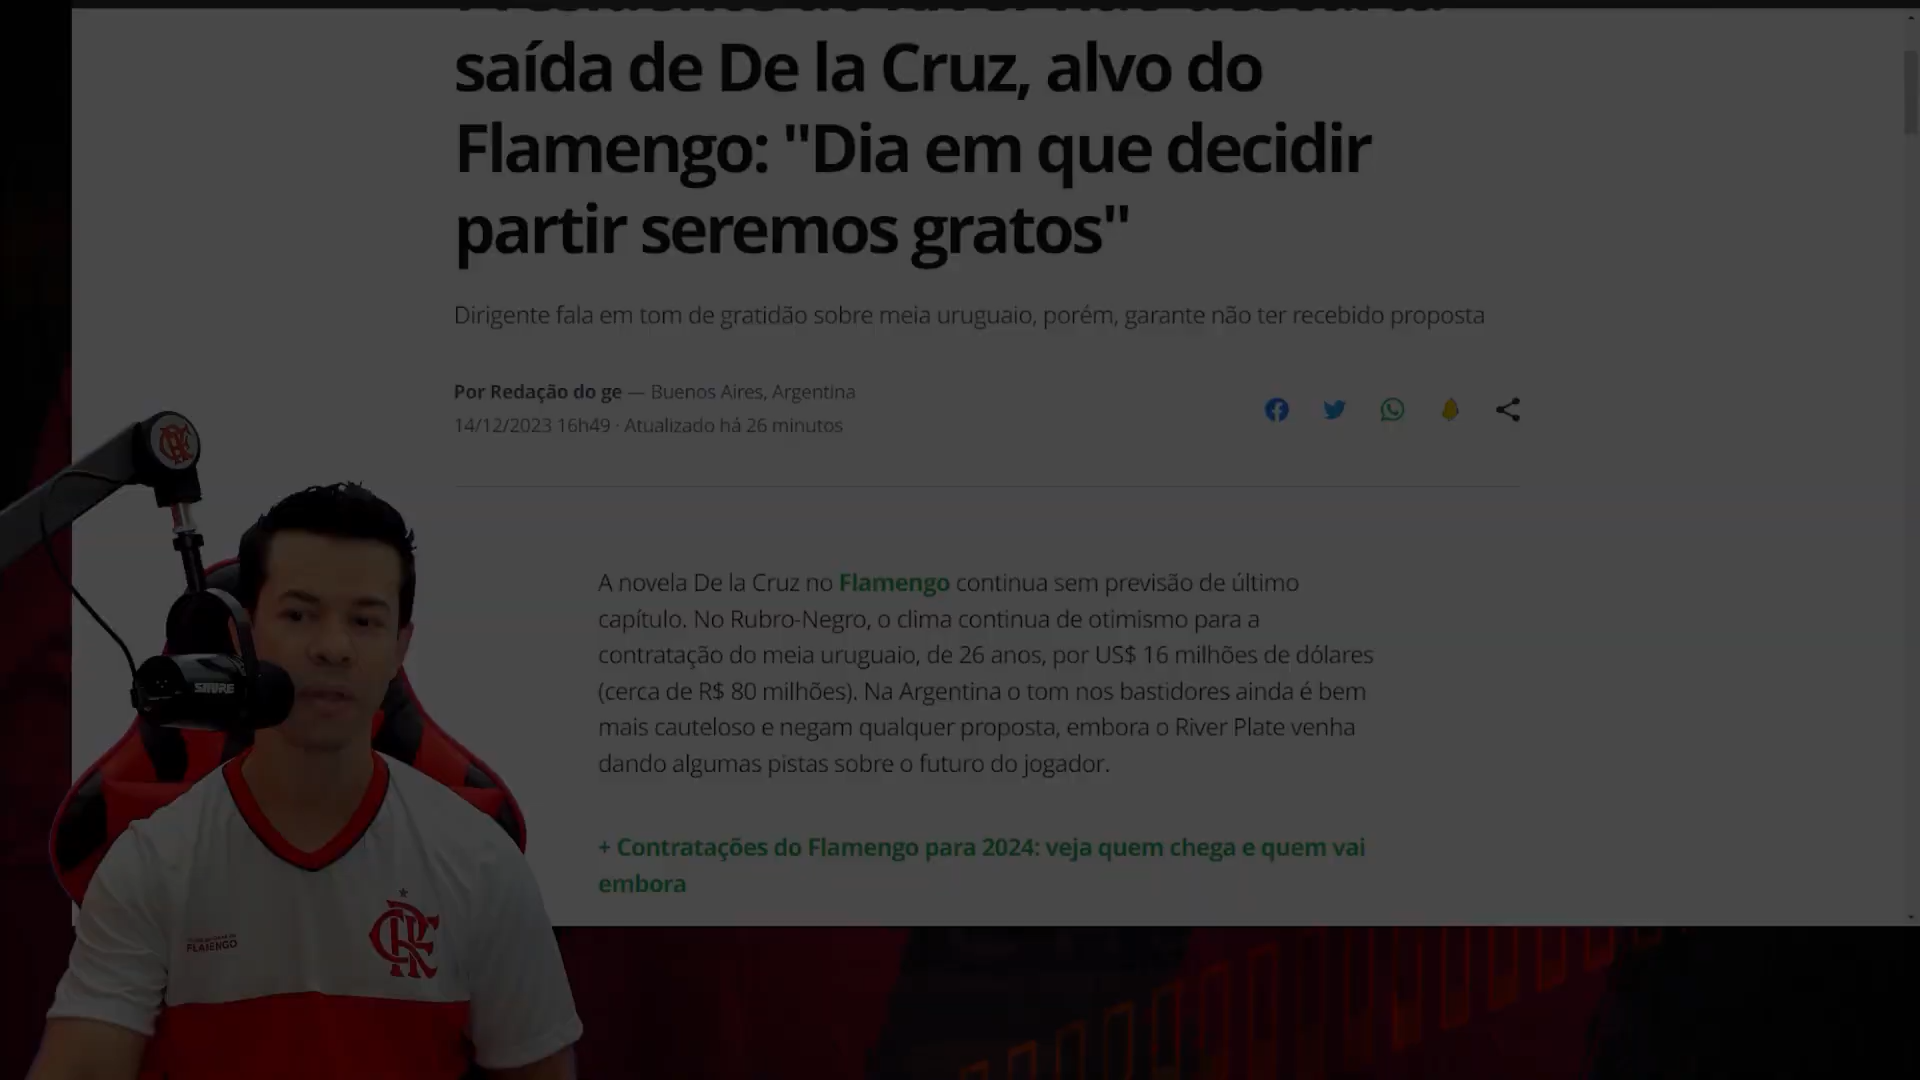 saída de De la Cruz, alvo do
Flamengo: "Dia em que decidir
partir seremos gratos"
Dirigente fala em tom de gratidão sobre meia uruguaio, porém, garante não ter recebido proposta
Por Redação do ge — Buenos Aires, Argentina
14/12/2023 16h49 · Atualizado há 26 minutos
A novela De la Cruz no Flamengo continua sem previsão de último
capítulo. No Rubro-Negro, o clima continua de otimismo para a
contratação do meia uruguaio, de 26 anos, por US$ 16 milhões de dólares
(cerca de R$ 80 milhões). Na Argentina o tom nos bastidores ainda é bem
mais cauteloso e negam qualquer proposta, embora o River Plate venha
dando algumas pistas sobre o futuro do jogador.
+ Contratações do Flamengo para 2024: veja quem chega e quem vai
embora
SHURE
FLAMENGO